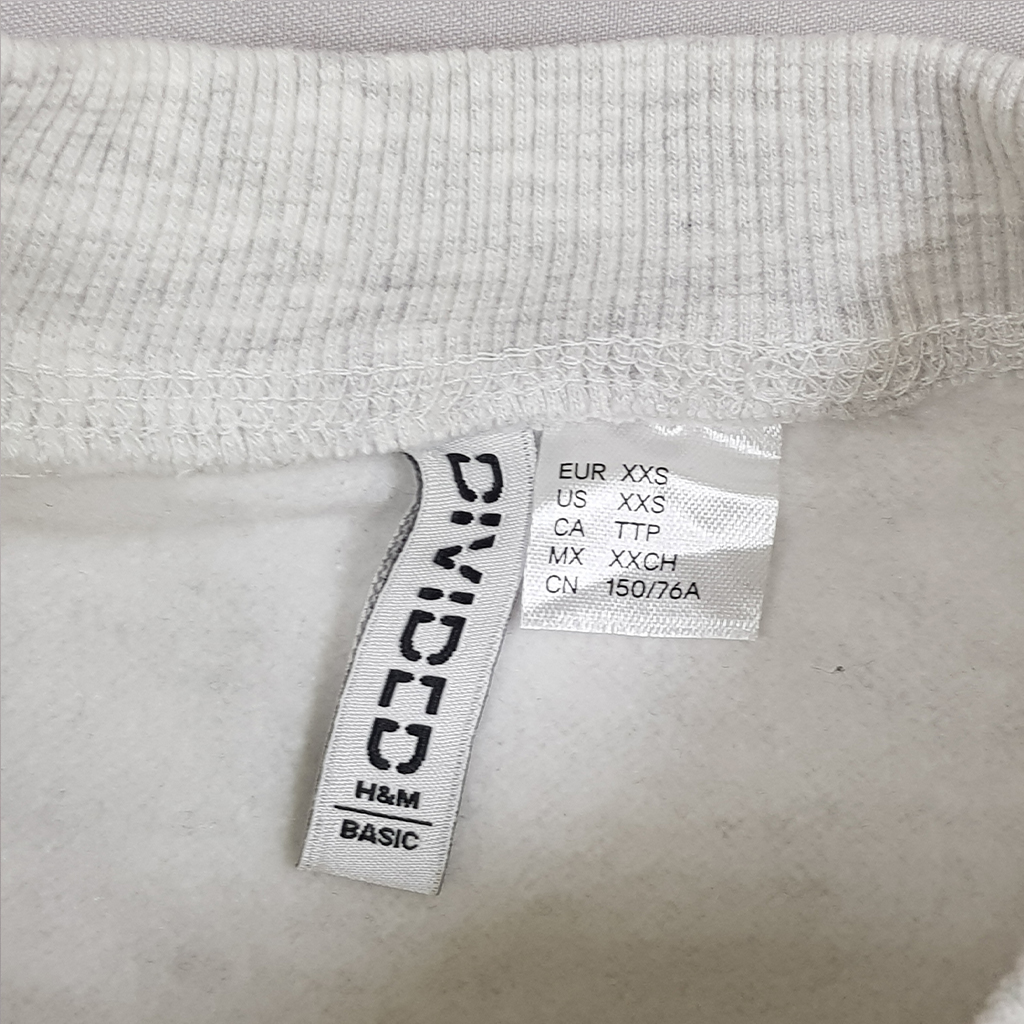 DIVIDED
H&M
BASIC
EUR XXS
US XXS
CA TTP
MX XXCH
CN 150/76A